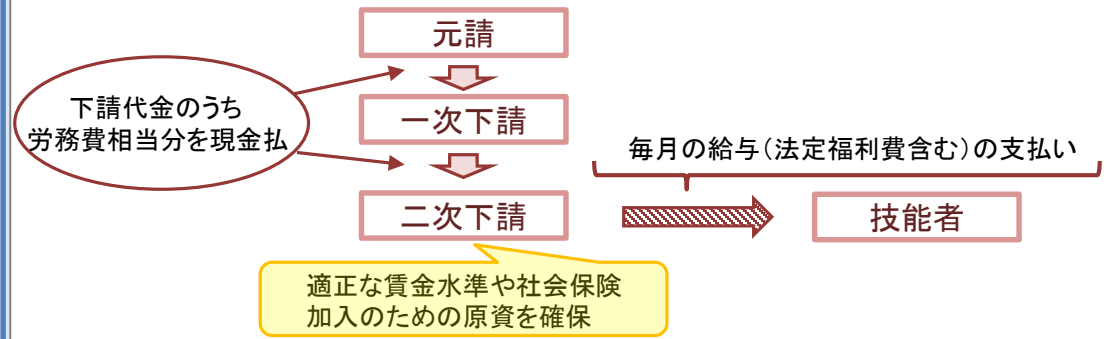 元請
下請代金のうち
労務費相当分を現金払
一次下請
毎月の給与(法定福利費含む)の支払い
二次下請
技能者
適正な賃金水準や社会保険
加入のための原資を確保